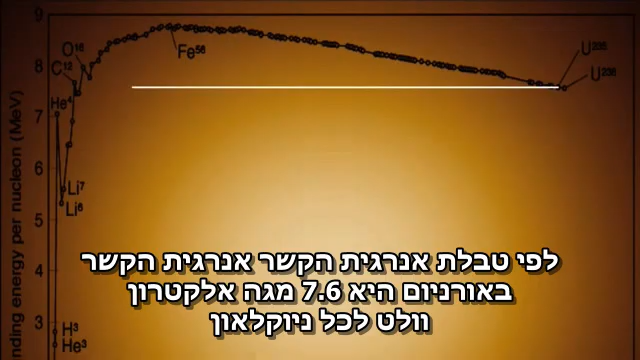 9
8
7
6
5
4
3
nding energy per nucleon (MeV)
O¹⁶
C¹²
He⁴
Li⁷
Li⁶
H³
He³
Fe⁵⁶
U²³⁵
U²³⁸
לפי טבלת אנרגית הקשר אנרגית הקשר
באורניום היא 7.6 מגה אלקטרון
וולט לכל ניוקלאון